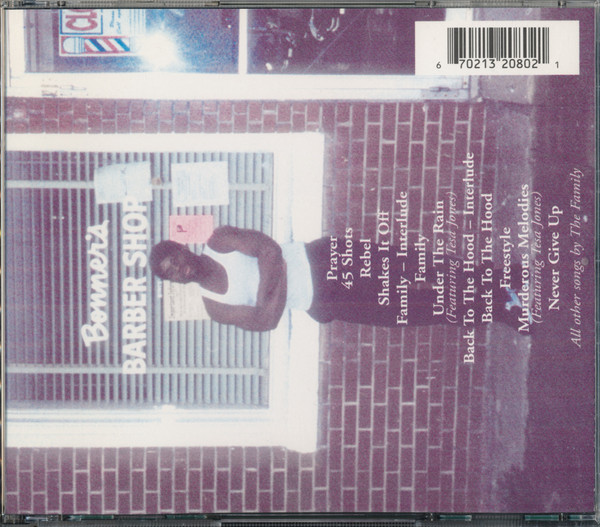 Bonner's
BARBER SHOP
6 70213 20802 1
Prayer
45 Shots
Rebel
Shakes It Off
Family – Interlude
Family
Under The Rain
(Featuring Test Jones)
Back To The Hood – Interlude
Back To The Hood
Freestyle
Murderous Melodies
(Featuring Test Jones)
Never Give Up
All other songs by The Family